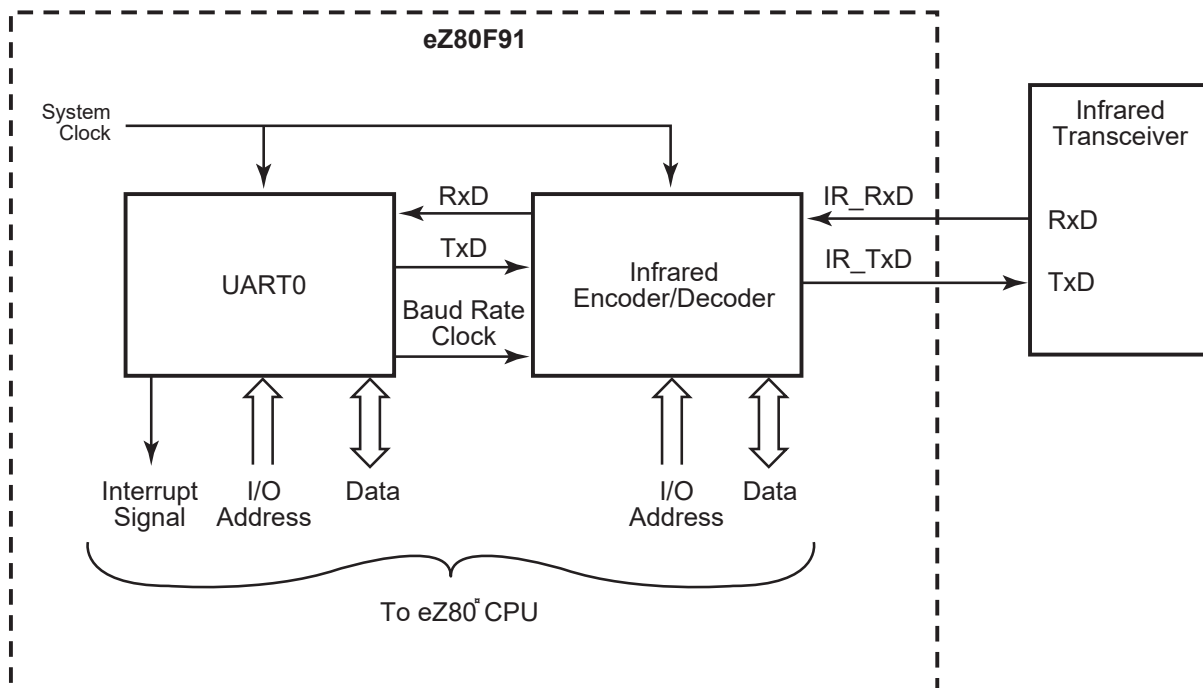 eZ80F91
System
Clock
Infrared
Transceiver
RxD
IR_RxD
RxD
TxD
IR_TxD
TxD
UART0
Infrared
Encoder/Decoder
Baud Rate
Clock
Interrupt
Signal
I/O
Address
Data
I/O
Address
Data
To eZ80¤ CPU